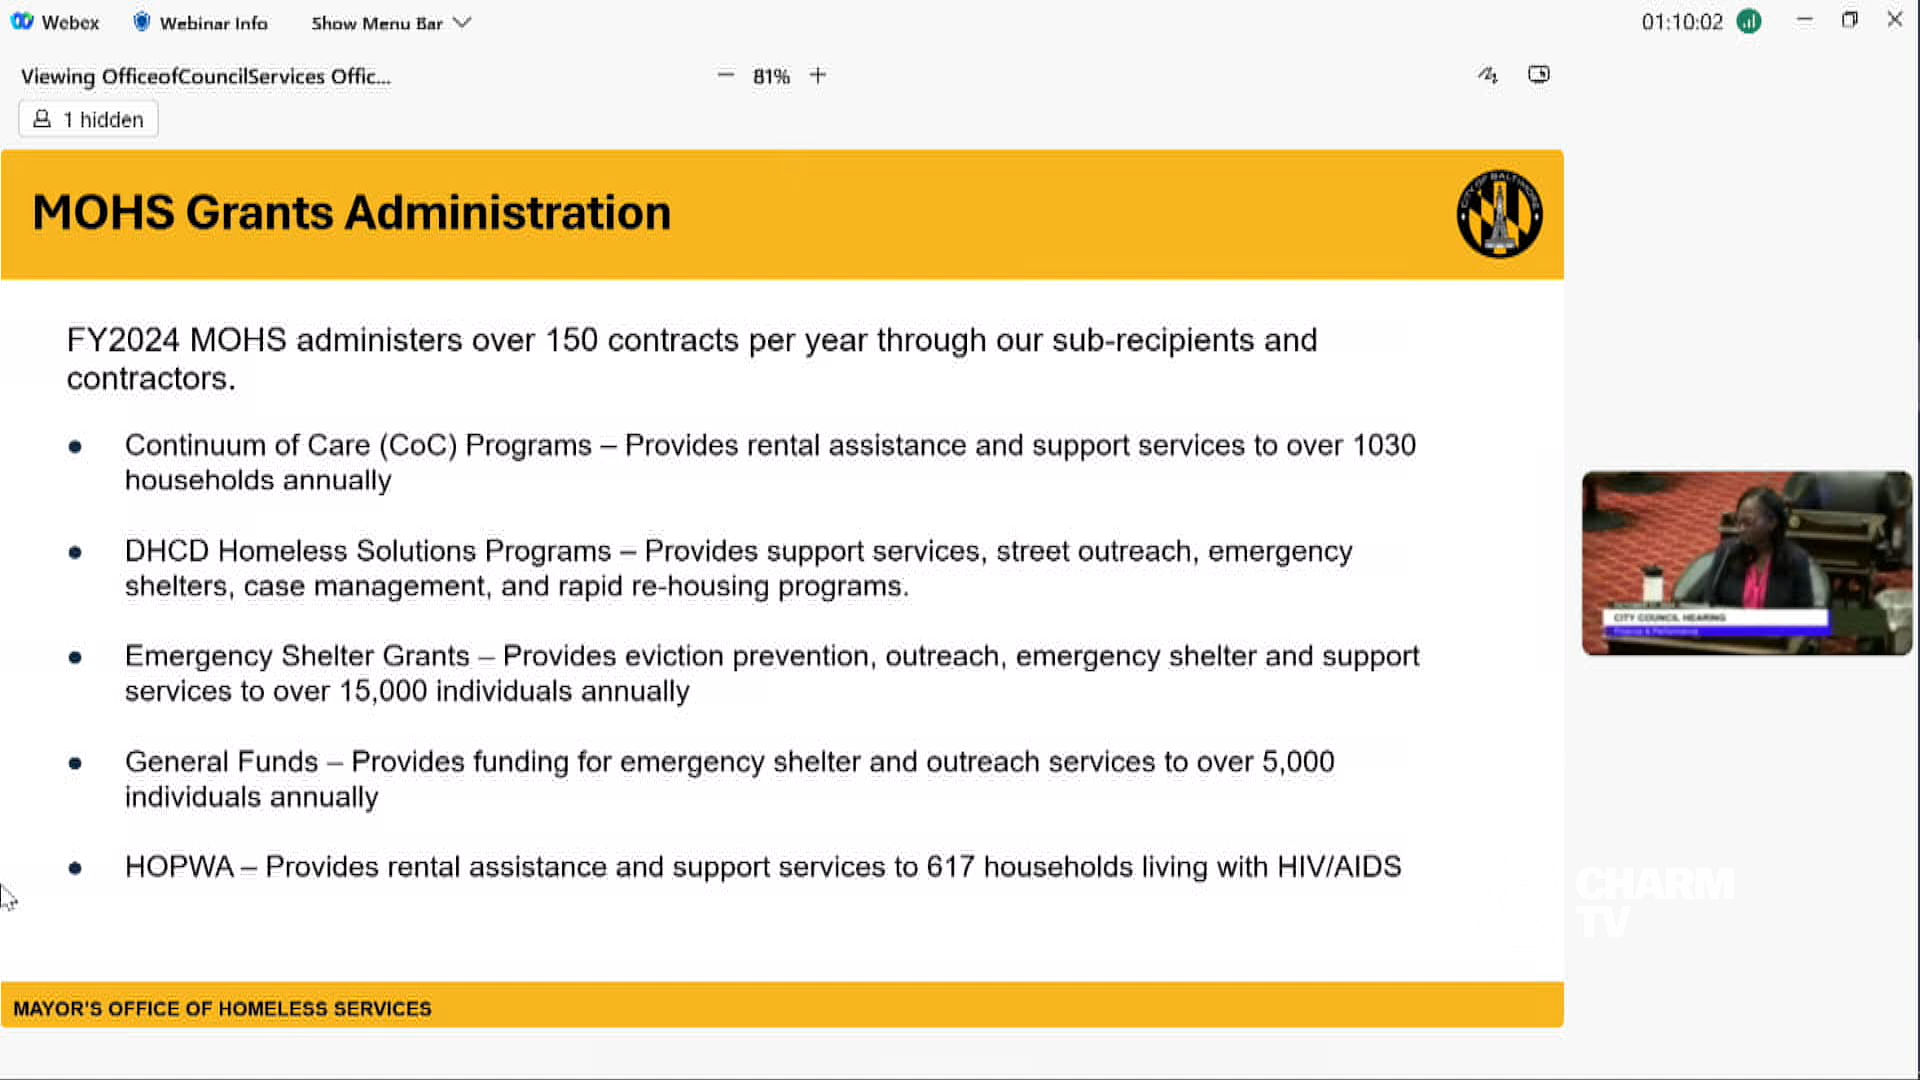 Webex Webinar Info Show Menu Bar 01:10:02
Viewing OfficeofCouncilServices Offic... 81%
1 hidden
MOHS Grants Administration
CITY OF BALTIMORE
FY2024 MOHS administers over 150 contracts per year through our sub-recipients and
contractors.
• Continuum of Care (CoC) Programs – Provides rental assistance and support services to over 1030
households annually
• DHCD Homeless Solutions Programs – Provides support services, street outreach, emergency
shelters, case management, and rapid re-housing programs.
• Emergency Shelter Grants – Provides eviction prevention, outreach, emergency shelter and support
services to over 15,000 individuals annually
• General Funds – Provides funding for emergency shelter and outreach services to over 5,000
individuals annually
• HOPWA – Provides rental assistance and support services to 617 households living with HIV/AIDS
MAYOR'S OFFICE OF HOMELESS SERVICES
CITY COUNCIL HEARING
Finance & Performance
CHARM
TV